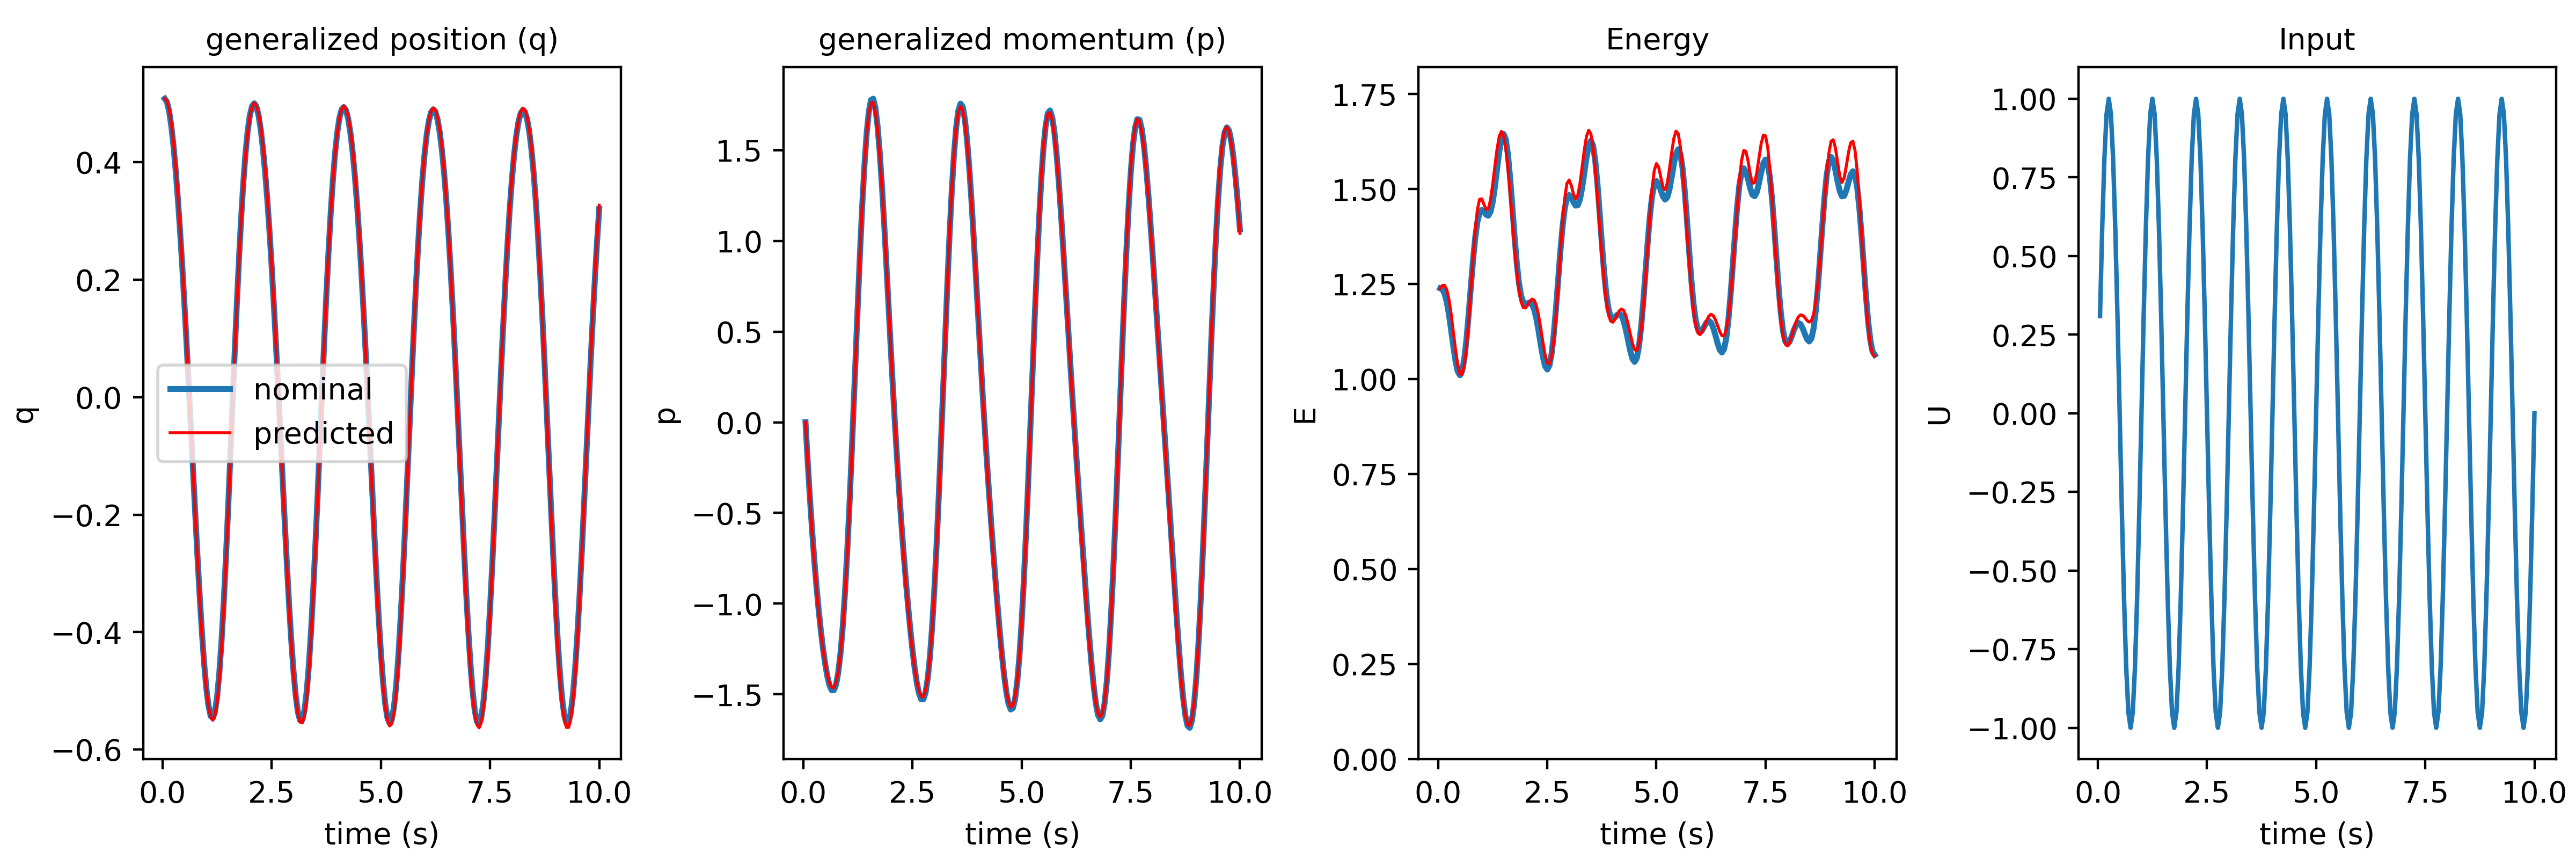 generalized position (q)
q
0.4
0.2
0.0
−0.2
−0.4
−0.6
nominal
predicted
0.0 2.5 5.0 7.5 10.0
time (s)
generalized momentum (p)
p
1.5
1.0
0.5
0.0
−0.5
−1.0
−1.5
0.0 2.5 5.0 7.5 10.0
time (s)
Energy
E
1.75
1.50
1.25
1.00
0.75
0.50
0.25
0.00
0.0 2.5 5.0 7.5 10.0
time (s)
Input
U
1.00
0.75
0.50
0.25
0.00
−0.25
−0.50
−0.75
−1.00
0.0 2.5 5.0 7.5 10.0
time (s)